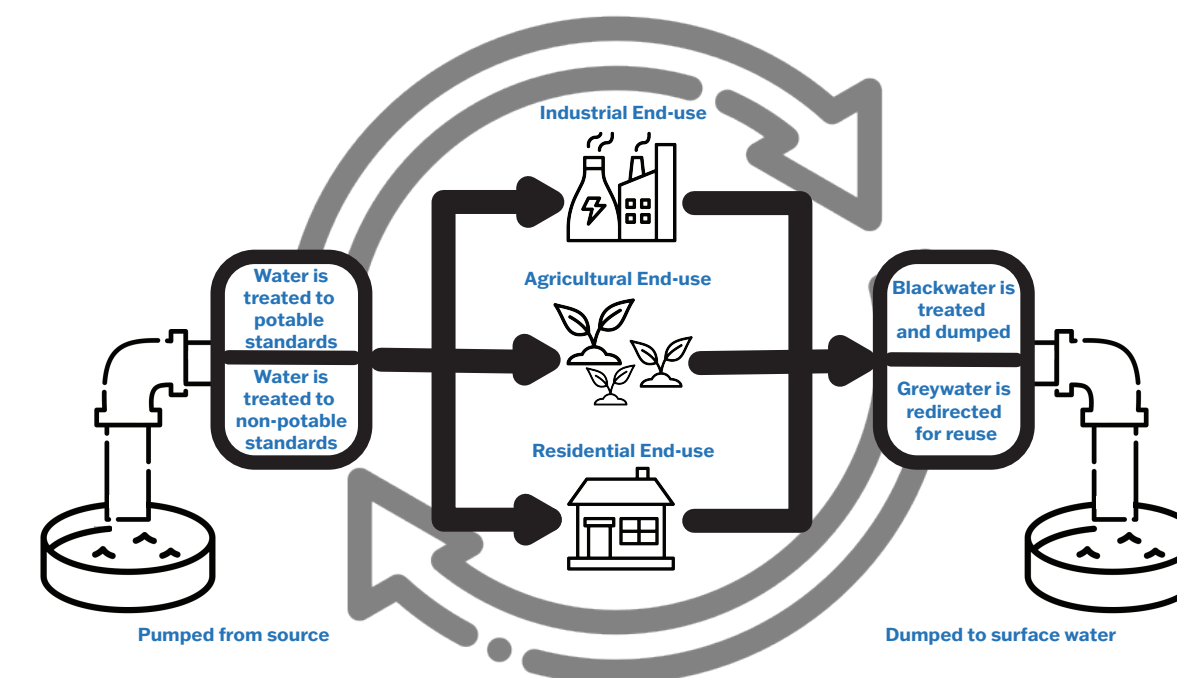 Industrial End-use
Water is
treated to
potable
standards
Water is
treated to
non-potable
standards
Agricultural End-use
Residential End-use
Blackwater is
treated
and dumped
Greywater is
redirected
for reuse
Pumped from source
Dumped to surface water